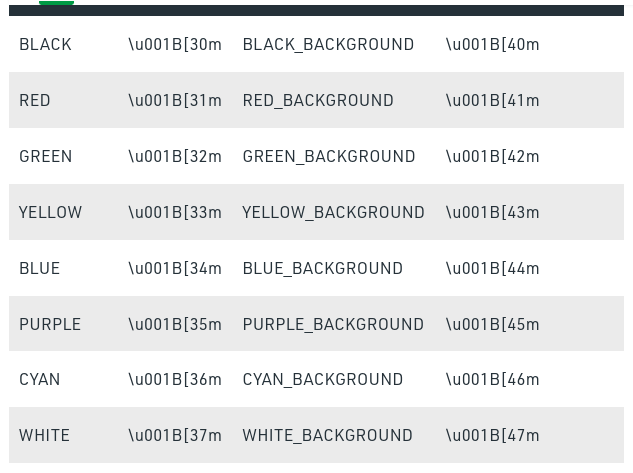 BLACK \u001B[30m BLACK_BACKGROUND \u001B[40m
RED \u001B[31m RED_BACKGROUND \u001B[41m
GREEN \u001B[32m GREEN_BACKGROUND \u001B[42m
YELLOW \u001B[33m YELLOW_BACKGROUND \u001B[43m
BLUE \u001B[34m BLUE_BACKGROUND \u001B[44m
PURPLE \u001B[35m PURPLE_BACKGROUND \u001B[45m
CYAN \u001B[36m CYAN_BACKGROUND \u001B[46m
WHITE \u001B[37m WHITE_BACKGROUND \u001B[47m